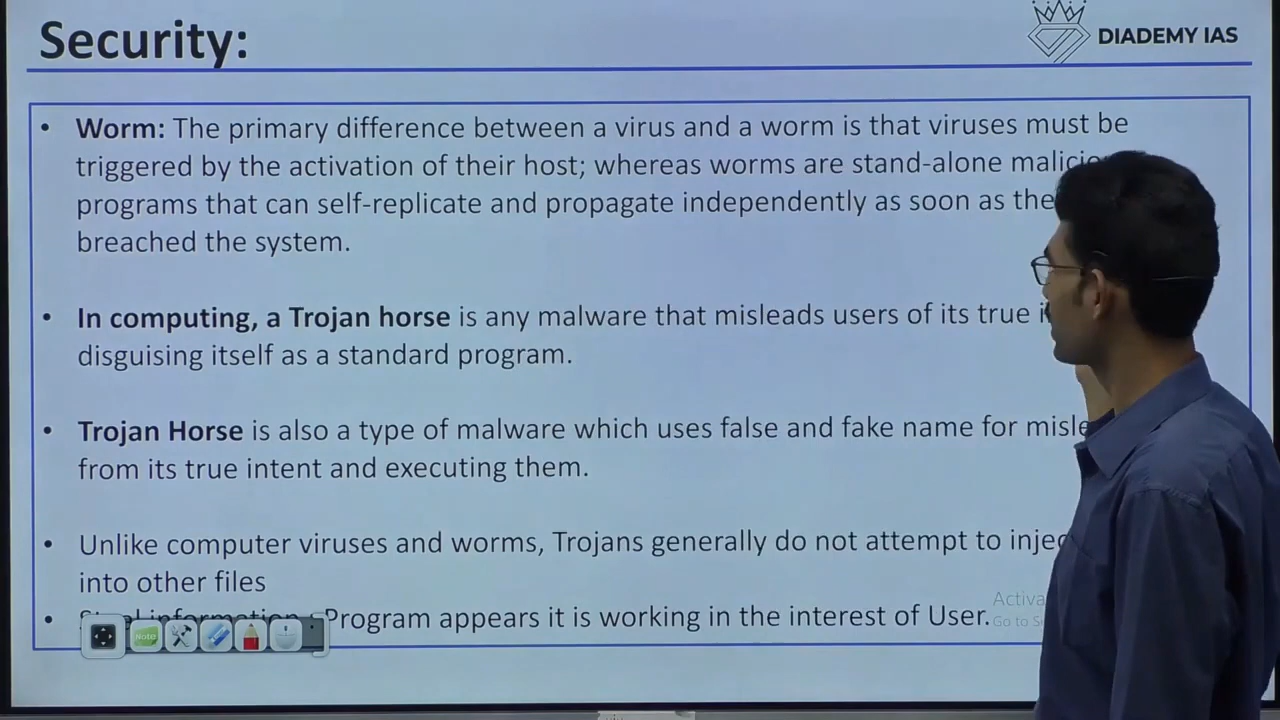 Security:
DIADEMY IAS
• Worm: The primary difference between a virus and a worm is that viruses must be
triggered by the activation of their host; whereas worms are stand-alone
programs that can self-replicate and propagate independently as soon as
breached the system.
• In computing, a Trojan horse is any malware that misleads users of its true
disguising itself as a standard program.
• Trojan Horse is also a type of malware which uses false and fake name for
from its true intent and executing them.
• Unlike computer viruses and worms, Trojans generally do not attempt to
into other files
• information : Program appears it is working in the interest of User.
Note
Go to